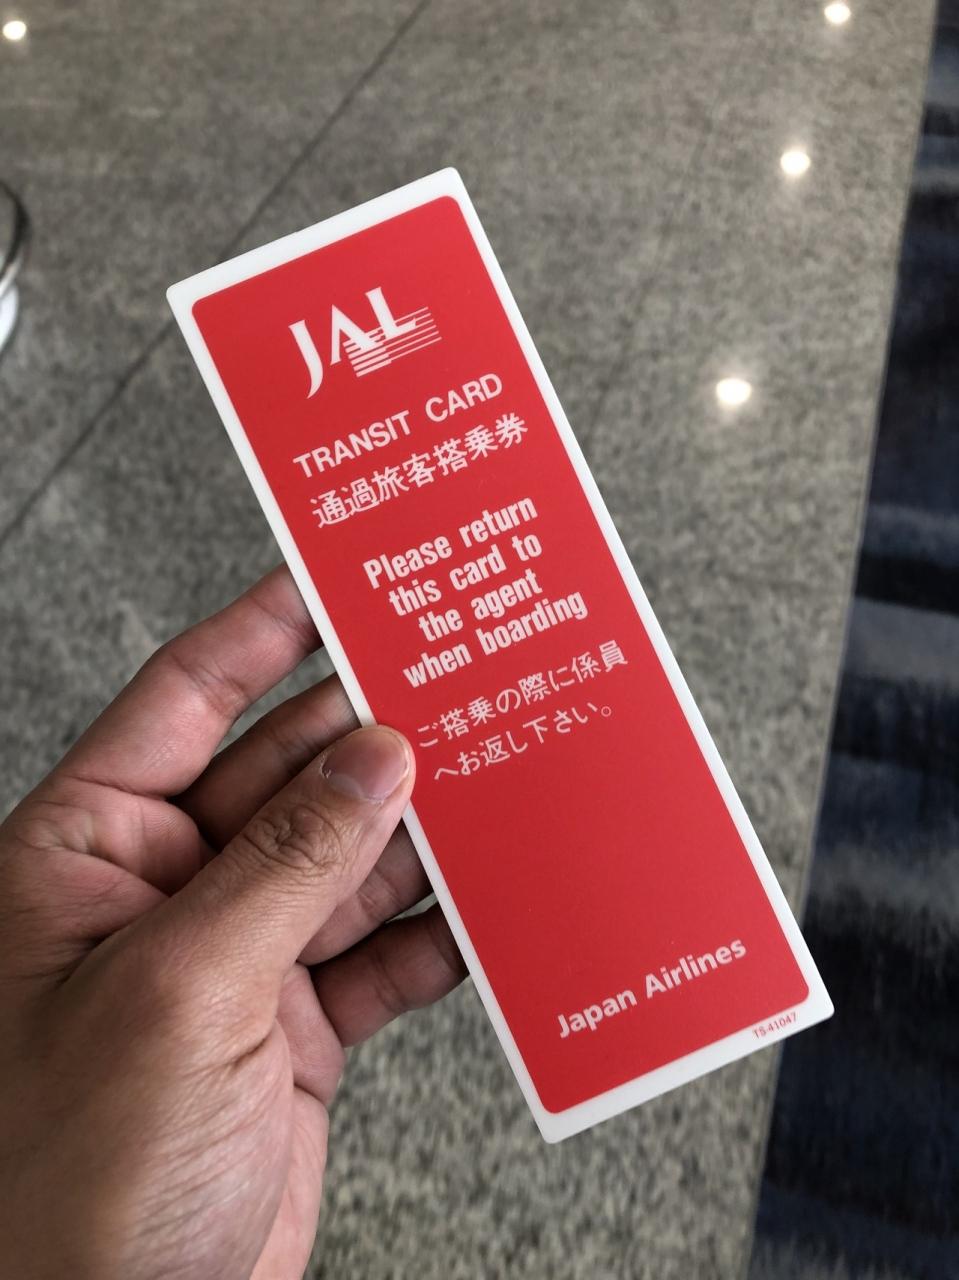 JAL
TRANSIT CARD
通過旅客搭乗券
Please return
this card to
the agent
when boarding
ご搭乗の際に係員
へお返し下さい。
Japan Airlines
TS-41047